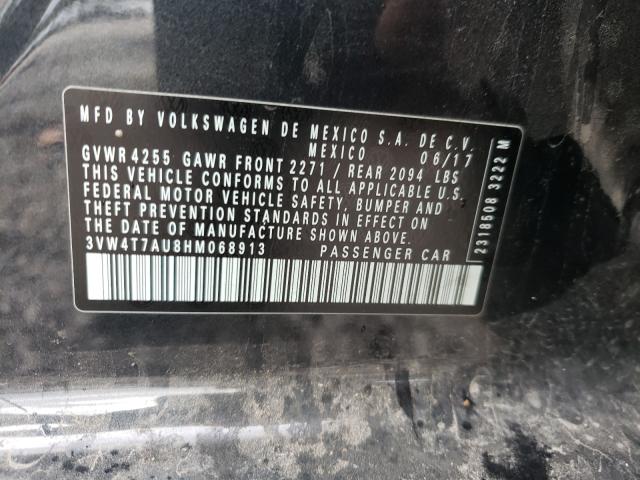 MFD BY VOLKSWAGEN DE MEXICO S.A. DE C.V.
MEXICO 06/17
GVWR 4255 GAWR FRONT 2271 / REAR 2094 LBS
THIS VEHICLE CONFORMS TO ALL APPLICABLE U.S.
FEDERAL MOTOR VEHICLE SAFETY, BUMPER AND
THEFT PREVENTION STANDARDS IN EFFECT ON
THE DATE OF MANUFACTURE SHOWN ABOVE.
3VW4T7AU8HM068913 PASSENGER CAR
2318508 3222 M